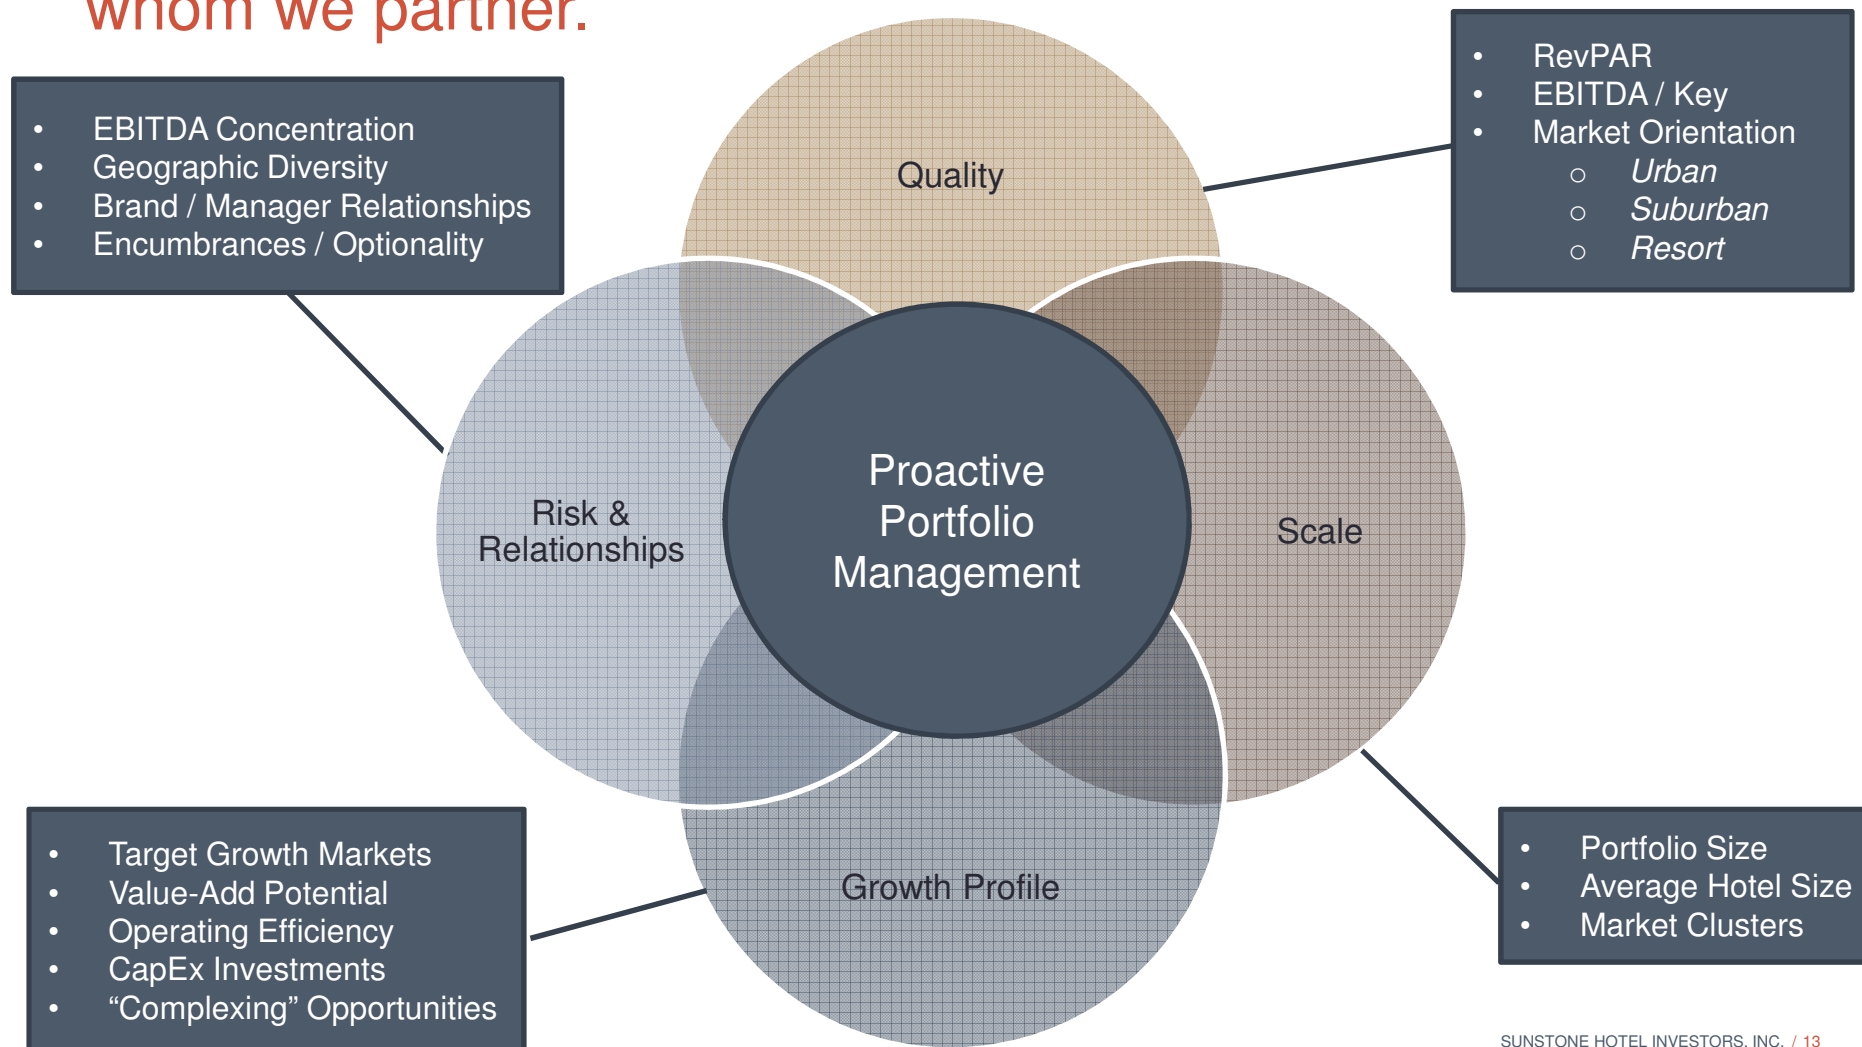 whom we partner.
• EBITDA Concentration
• Geographic Diversity
• Brand / Manager Relationships
• Encumbrances / Optionality
• RevPAR
• EBITDA / Key
• Market Orientation
o Urban
o Suburban
o Resort
Quality
Risk &
Relationships
Proactive
Portfolio
Management
Scale
Growth Profile
• Target Growth Markets
• Value-Add Potential
• Operating Efficiency
• CapEx Investments
• “Complexing” Opportunities
• Portfolio Size
• Average Hotel Size
• Market Clusters
SUNSTONE HOTEL INVESTORS, INC. / 13